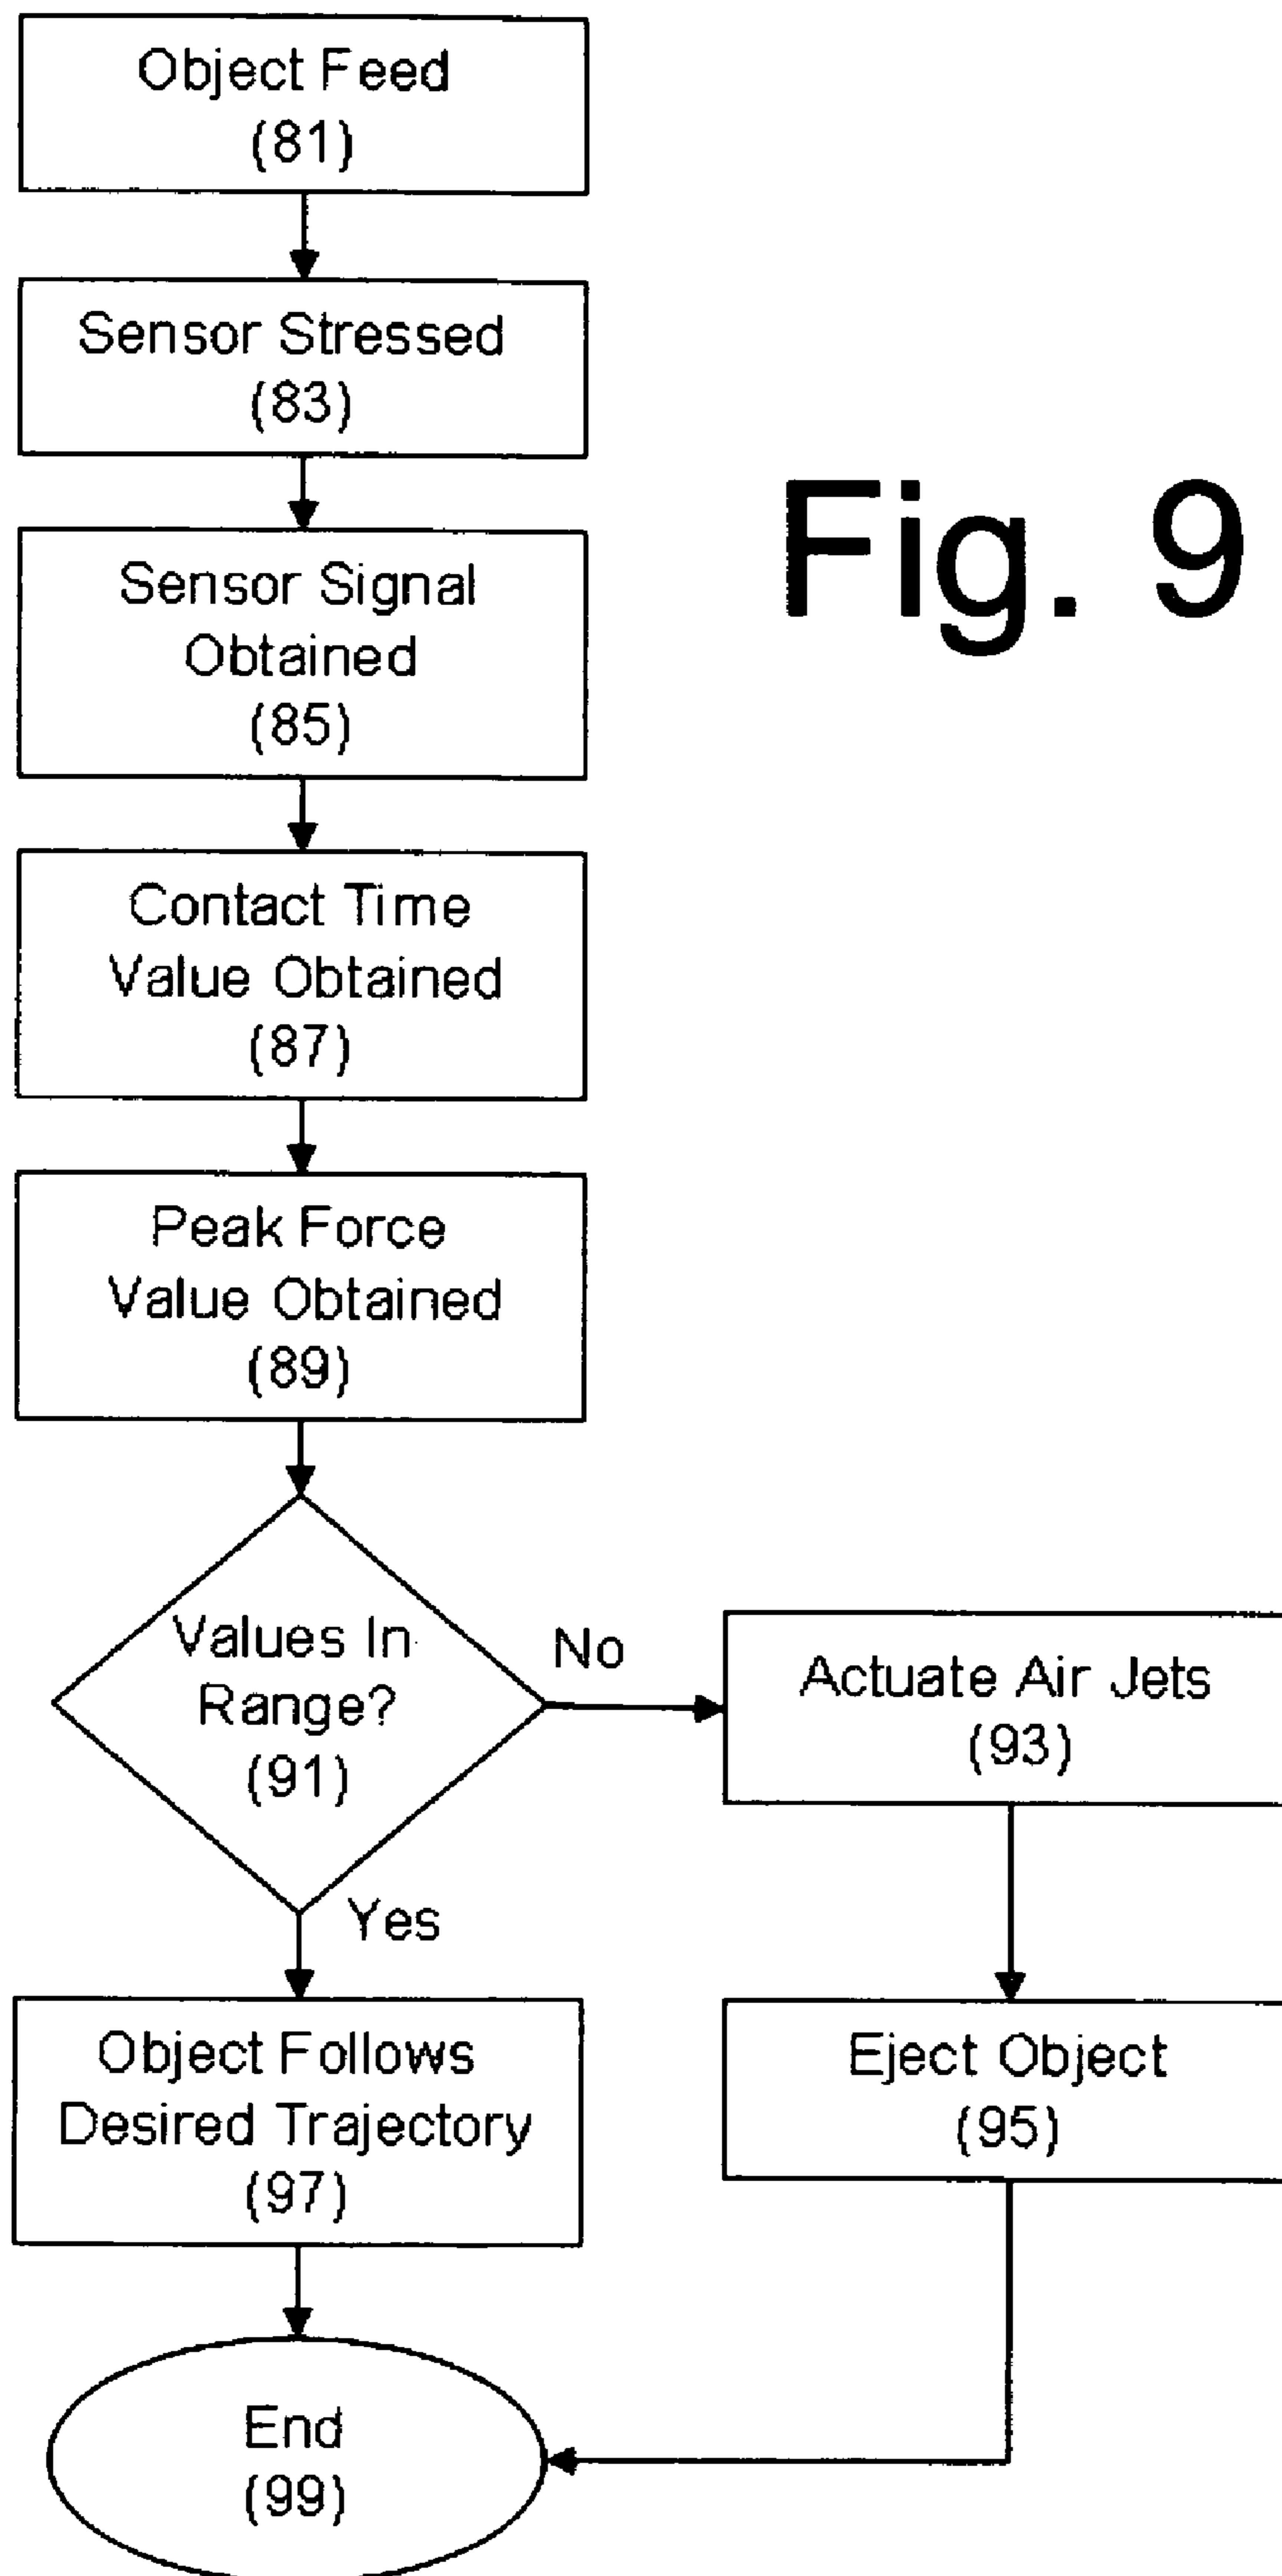 Object Feed
(81)
Sensor Stressed
(83)
Fig. 9
Sensor Signal
Obtained
(85)
Contact Time
Value Obtained
(87)
Peak Force
Value Obtained
(89)
Values In
Range?
(91)
No
Actuate Air Jets
(93)
Yes
Object Follows
Desired Trajectory
(97)
Eject Object
(95)
End
(99)